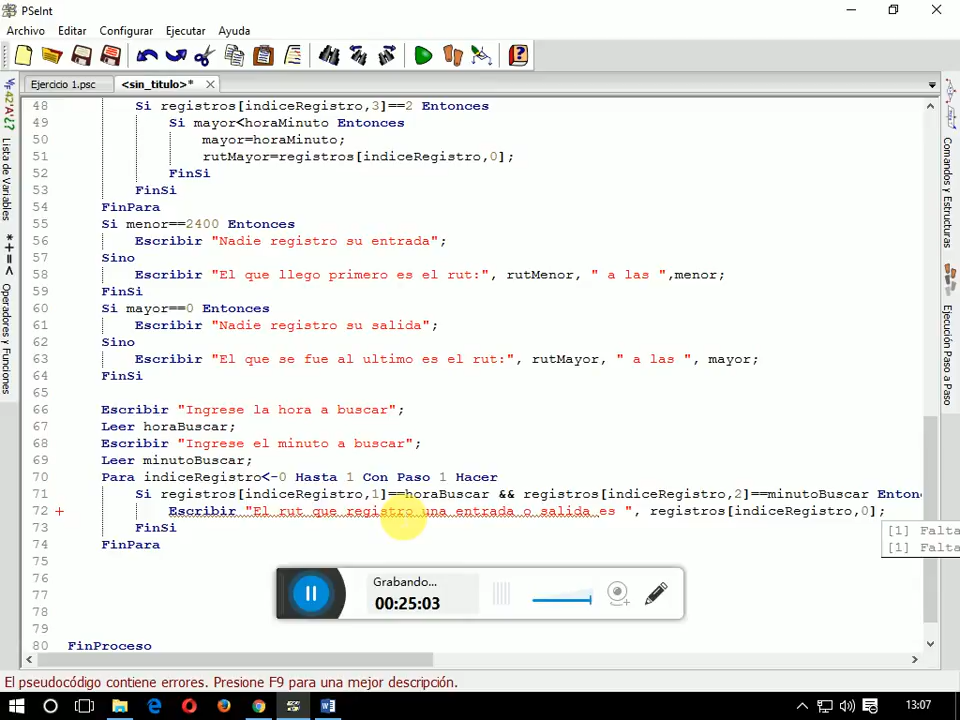 PSeInt
Archivo Editar Configurar Ejecutar Ayuda
Ejercicio 1.psc <sin_titulo>*
Lista de Variables
Operadores y Funciones
Comandos y Estructuras
Ejecución Paso a Paso
48 Si registros[indiceRegistro,3]==2 Entonces
49 Si mayor<horaMinuto Entonces
50 mayor=horaMinuto;
51 rutMayor=registros[indiceRegistro,0];
52 FinSi
53 FinSi
54 FinPara
55 Si menor==2400 Entonces
56 Escribir "Nadie registro su entrada";
57 Sino
58 Escribir "El que llego primero es el rut:", rutMenor, " a las ",menor;
59 FinSi
60 Si mayor==0 Entonces
61 Escribir "Nadie registro su salida";
62 Sino
63 Escribir "El que se fue al ultimo es el rut:", rutMayor, " a las ", mayor;
64 FinSi
65
66 Escribir "Ingrese la hora a buscar";
67 Leer horaBuscar;
68 Escribir "Ingrese el minuto a buscar";
69 Leer minutoBuscar;
70 Para indiceRegistro<-0 Hasta 1 Con Paso 1 Hacer
71 Si registros[indiceRegistro,1]==horaBuscar && registros[indiceRegistro,2]==minutoBuscar Enton
72 Escribir "El rut que registro una entrada o salida es ", registros[indiceRegistro,0];
73 FinSi
74 FinPara
75
76
77
78
79
80 FinProceso
[1] Falta
[1] Falta
Grabando...
00:25:03
El pseudocódigo contiene errores. Presione F9 para una mejor descripción.
13:07